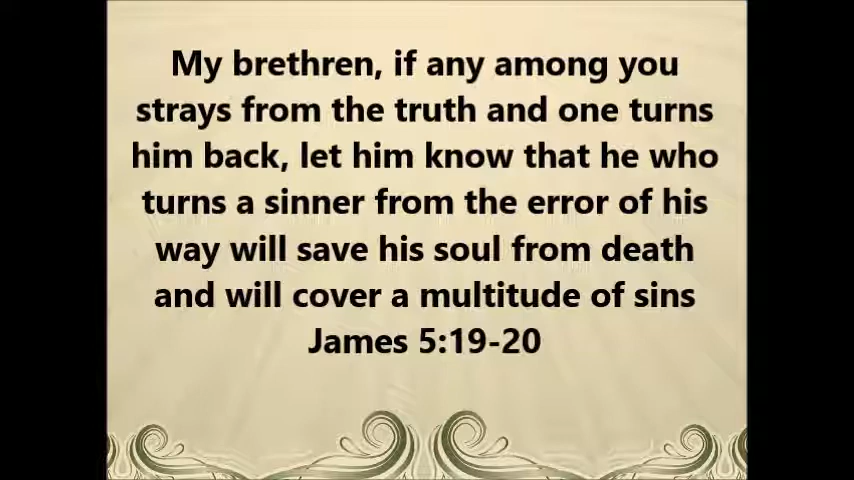 My brethren, if any among you
strays from the truth and one turns
him back, let him know that he who
turns a sinner from the error of his
way will save his soul from death
and will cover a multitude of sins
James 5:19-20